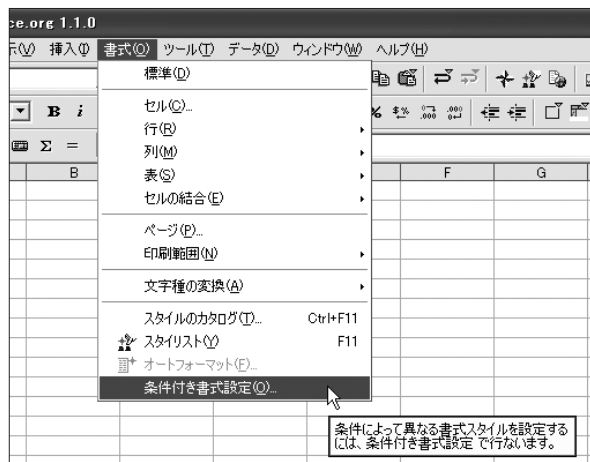 ce.org 1.1.0
示(V) 挿入(I) 書式(O) ツール(T) データ(D) ウィンドウ(W) ヘルプ(H)
標準(D)
セル(C)...
行(R)
列(M)
表(S)
セルの結合(E)
ページ(P)...
印刷範囲(N)
文字種の変換(A)
スタイルのカタログ(T)... Ctrl+F11
スタイリスト(Y) F11
オートフォーマット(F)...
条件付き書式設定(O)...
B i
% $% .000 .000
Σ =
B F G
条件によって異なる書式スタイルを設定する
には、条件付き書式設定 で行ないます。